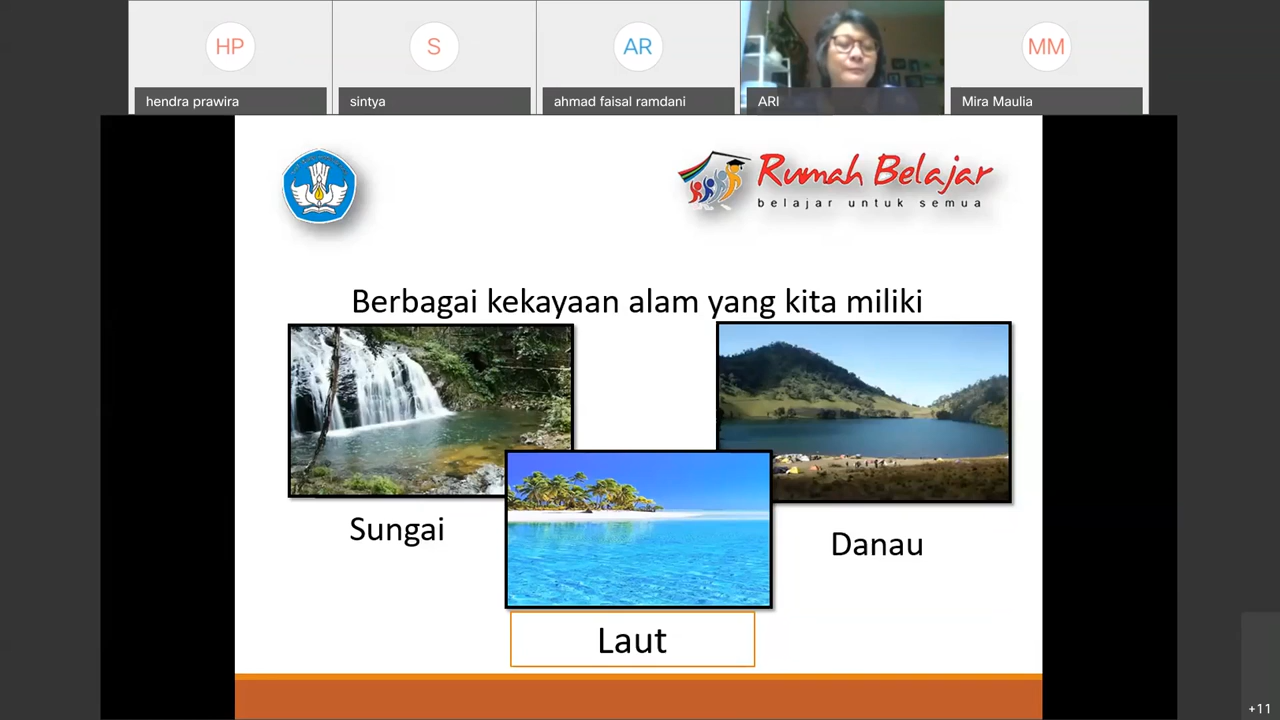 HP
S
AR
MM
hendra prawira
sintya
ahmad faisal ramdani
ARI
Mira Maulia
Rumah Belajar
belajar untuk semua
Berbagai kekayaan alam yang kita miliki
Sungai
Danau
Laut
+11